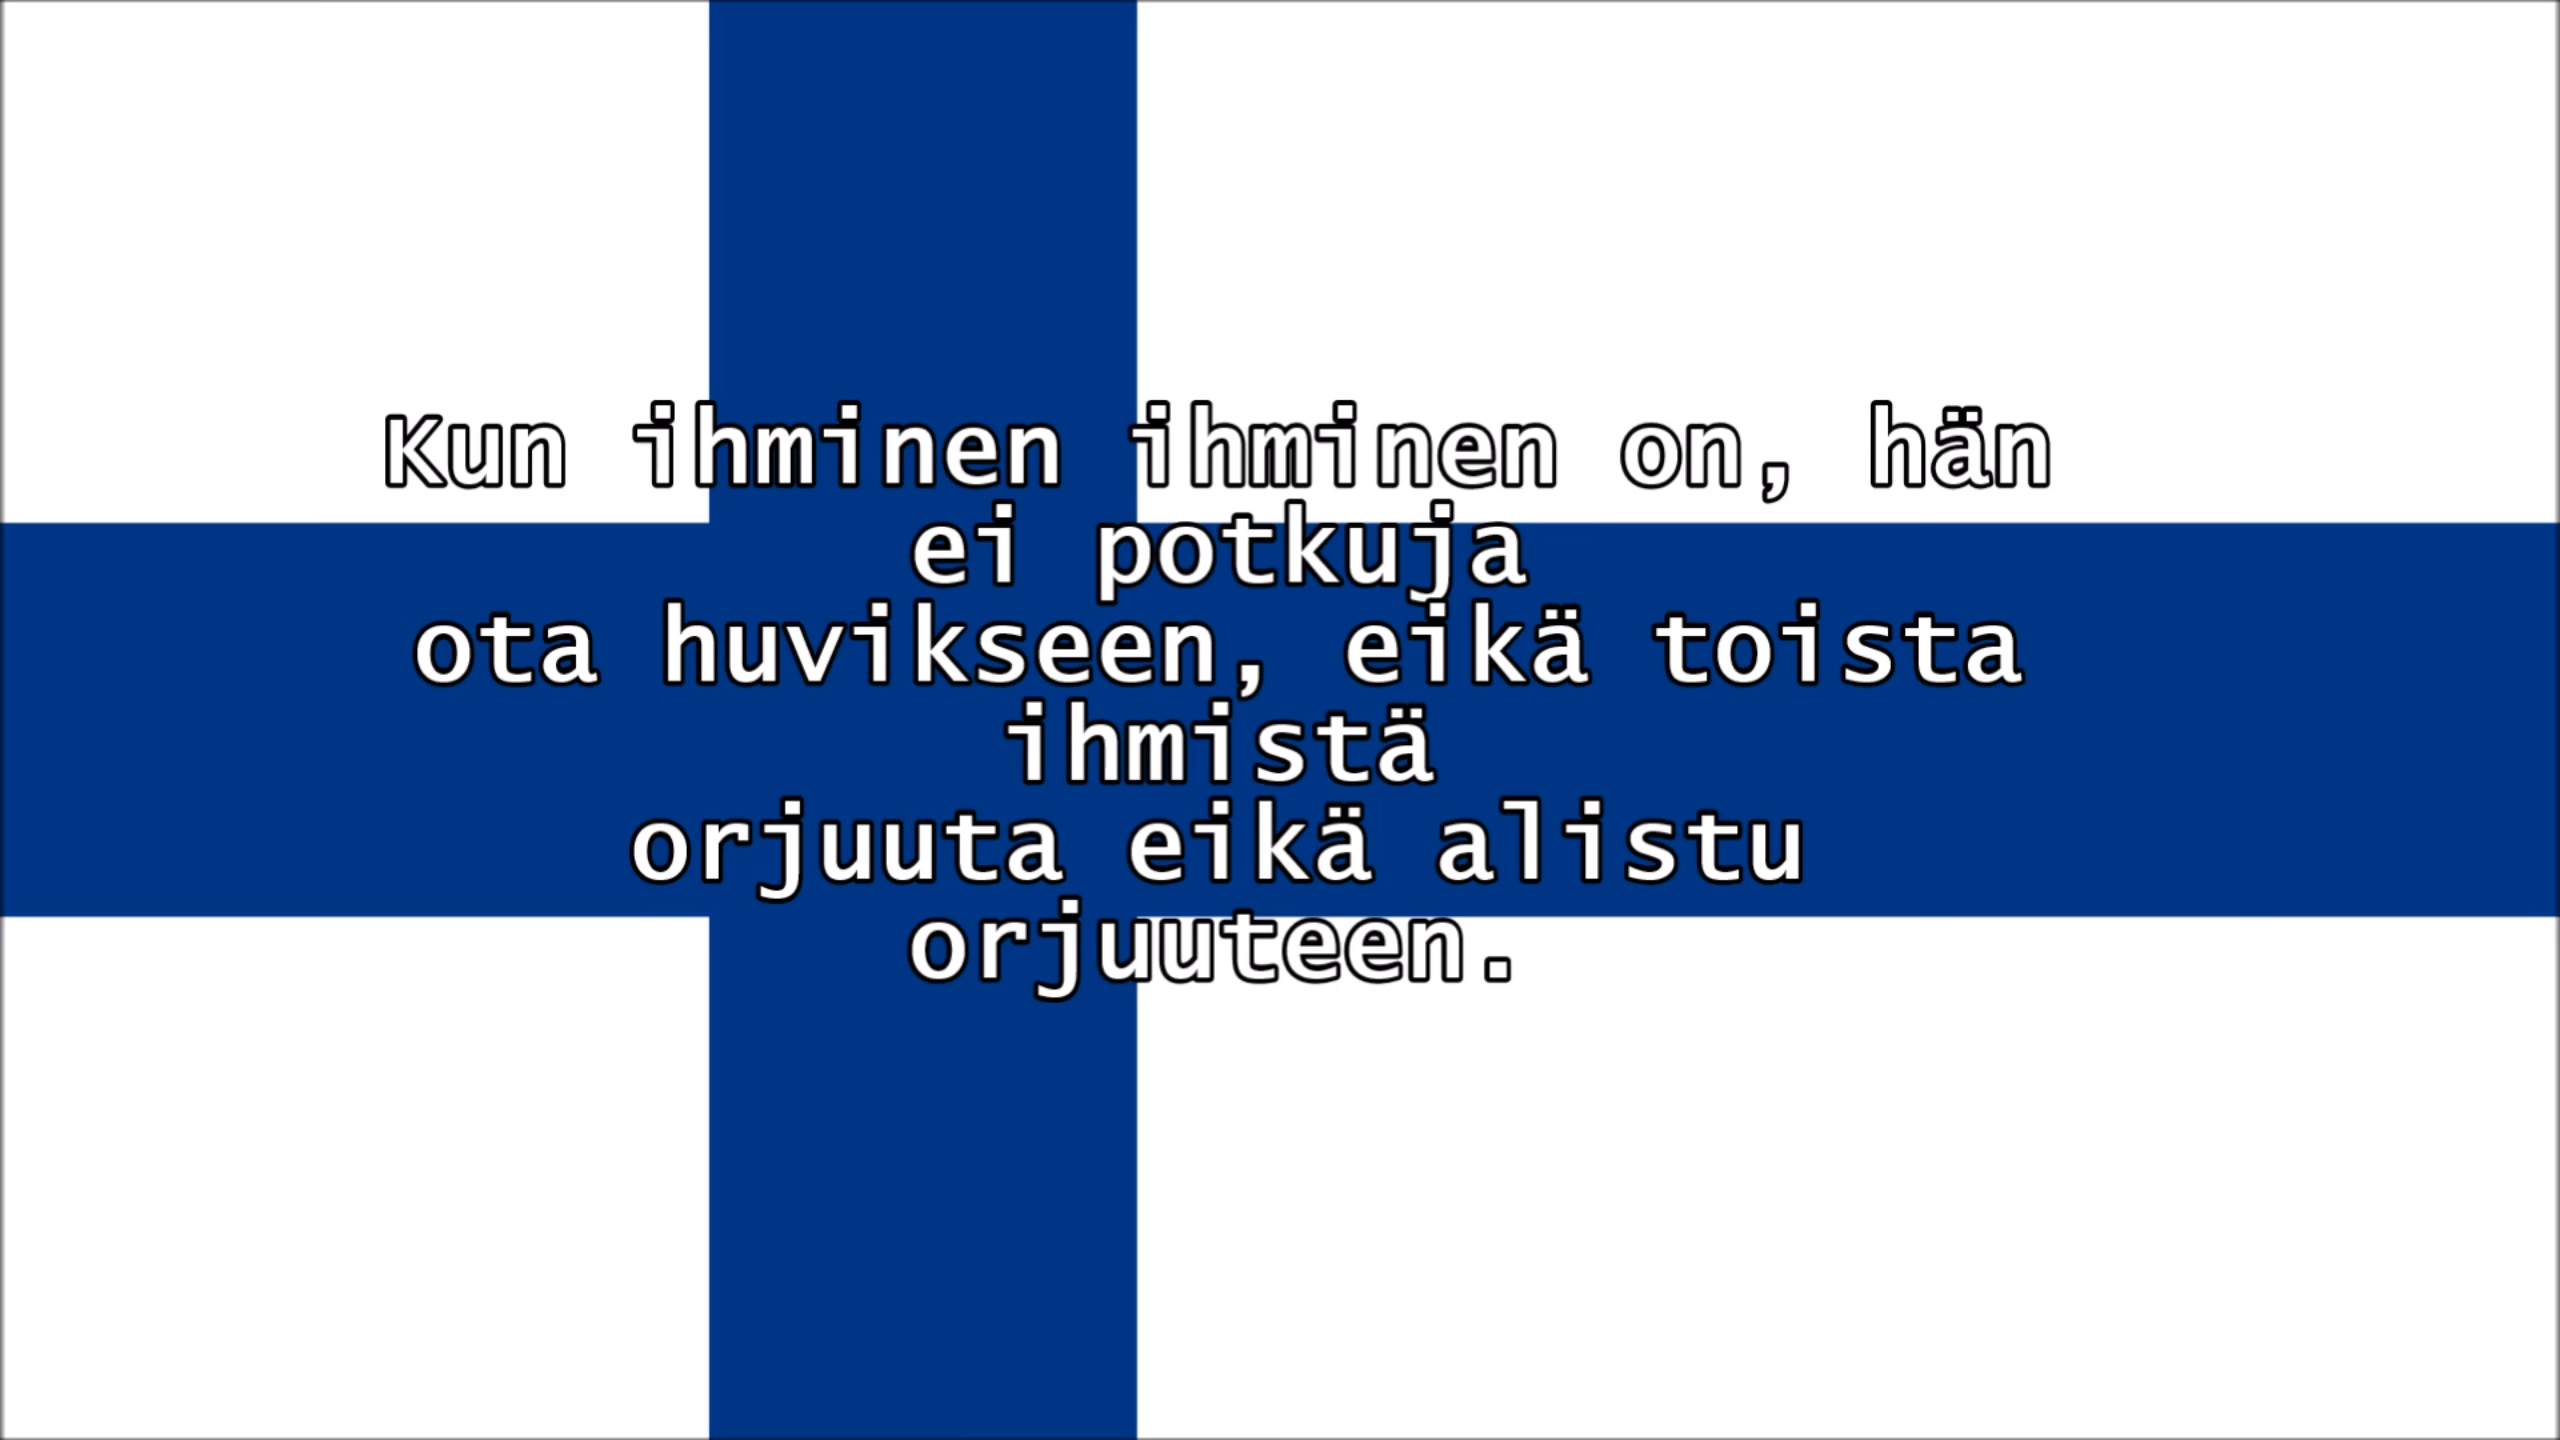 Kun ihminen ihminen on, hän
ei potkuja
ota huvikseen, eikä toista
ihmistä
orjuuta eikä alistu
orjuuteen.